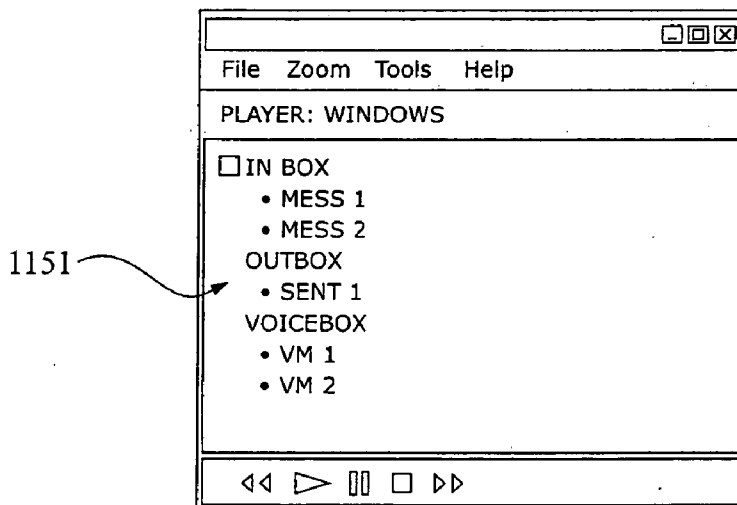 File Zoom Tools Help
PLAYER: WINDOWS
IN BOX
• MESS 1
• MESS 2
OUTBOX
• SENT 1
VOICEBOX
• VM 1
• VM 2
1151